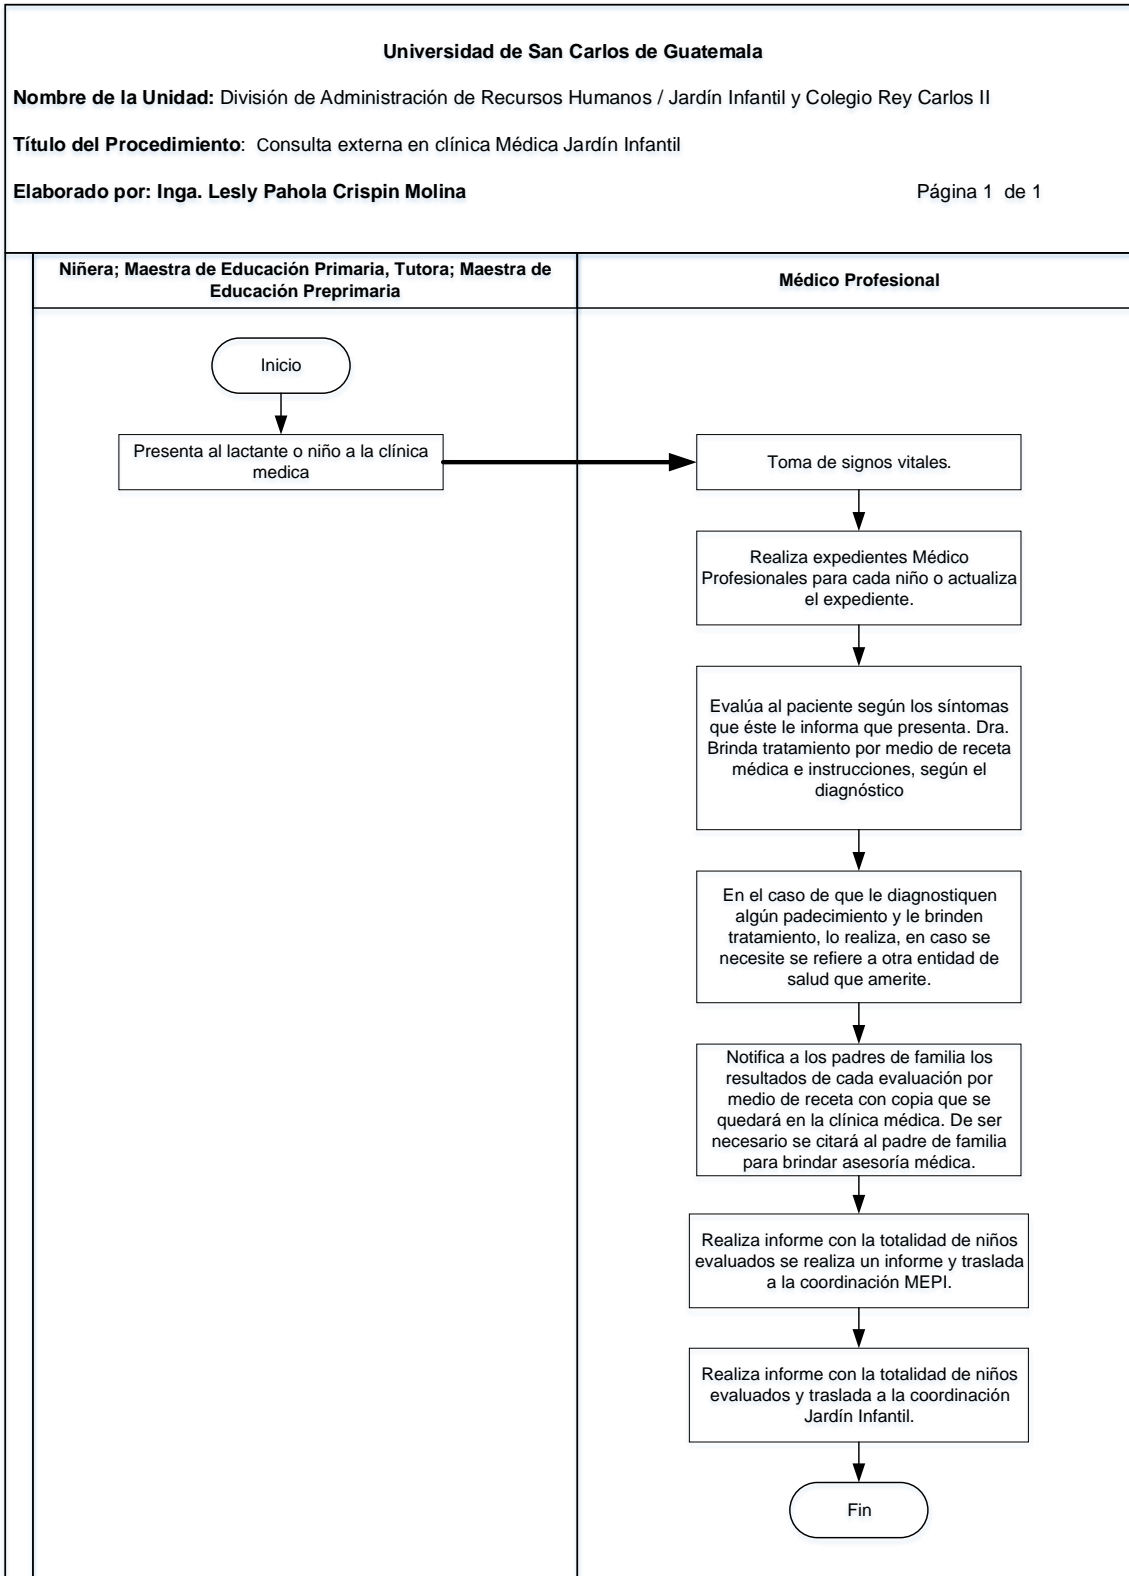 Universidad de San Carlos de Guatemala
Nombre de la Unidad: División de Administración de Recursos Humanos / Jardín Infantil y Colegio Rey Carlos II
Título del Procedimiento: Consulta externa en clínica Médica Jardín Infantil
Elaborado por: Inga. Lesly Pahola Crispin Molina
Página 1 de 1
Niñera; Maestra de Educación Primaria, Tutora; Maestra de
Educación Preprimaria
Médico Profesional
Inicio
Presenta al lactante o niño a la clínica
medica
Toma de signos vitales.
Realiza expedientes Médico
Profesionales para cada niño o actualiza
el expediente.
Evalúa al paciente según los síntomas
que éste le informa que presenta. Dra.
Brinda tratamiento por medio de receta
médica e instrucciones, según el
diagnóstico
En el caso de que le diagnostiquen
algún padecimiento y le brinden
tratamiento, lo realiza, en caso se
necesite se refiere a otra entidad de
salud que amerite.
Notifica a los padres de familia los
resultados de cada evaluación por
medio de receta con copia que se
quedará en la clínica médica. De ser
necesario se citará al padre de familia
para brindar asesoría médica.
Realiza informe con la totalidad de niños
evaluados se realiza un informe y traslada
a la coordinación MEPI.
Realiza informe con la totalidad de niños
evaluados y traslada a la coordinación
Jardín Infantil.
Fin